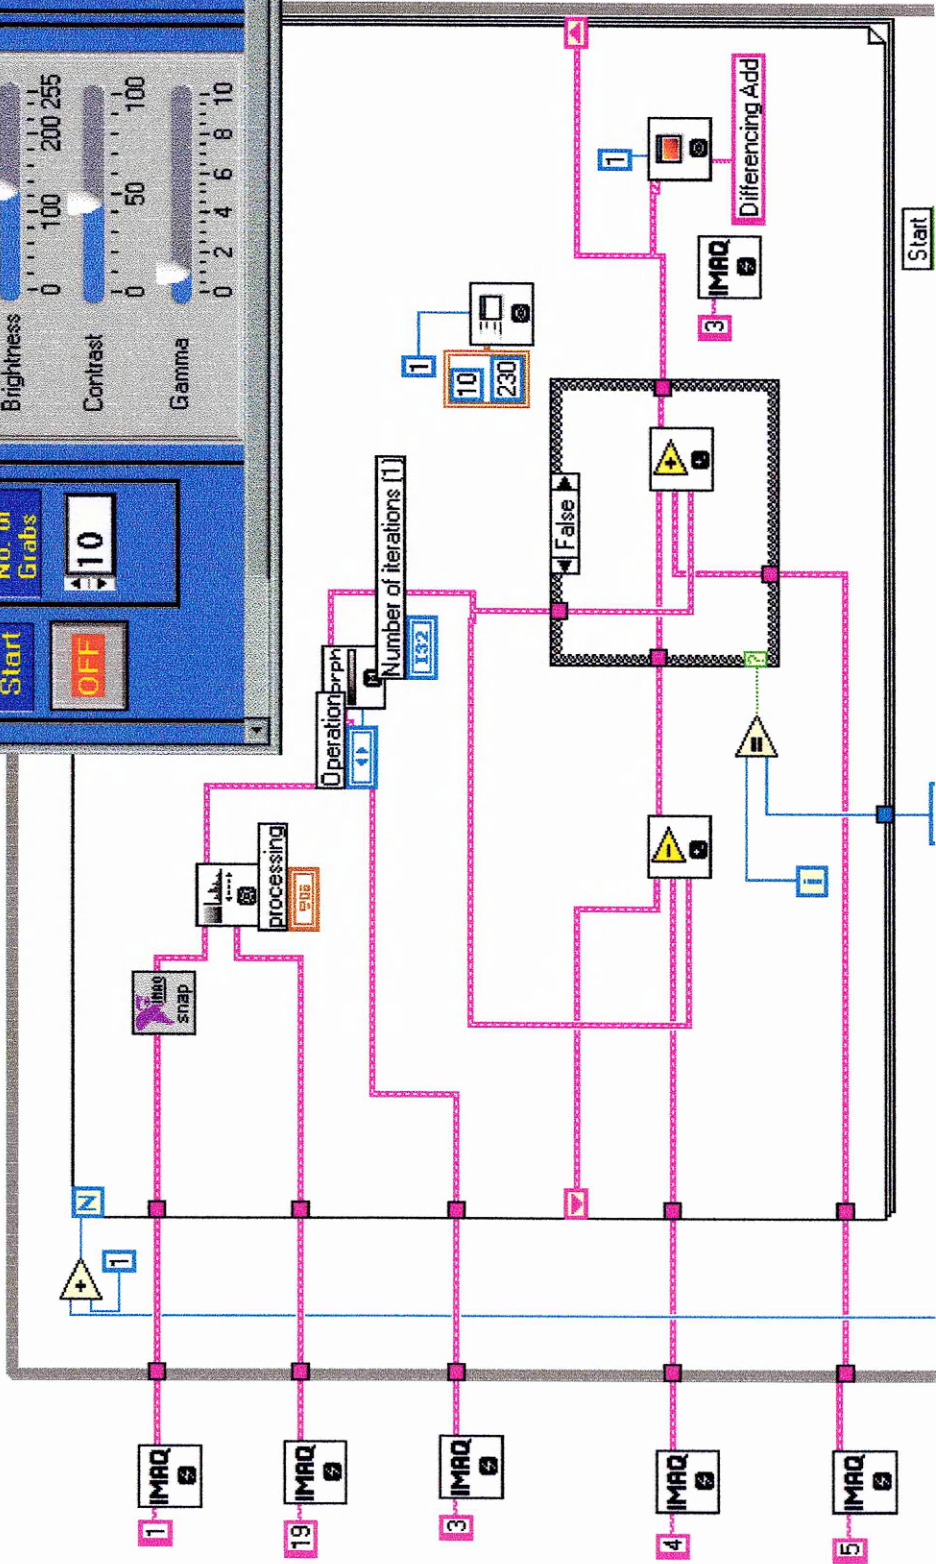 Start
OFF
No. of
Grabs
10
Brightness
0 100 200 255
Contrast
0 50 100
Gamma
0 2 4 6 8 10
N
+
1
IMAQ
snap
processing
Operation
Number of iterations (1)
I32
1
10
230
1
Differencing Add
False
+
3
IMAQ
-
=
?
i
Start
1
IMAQ
19
IMAQ
3
IMAQ
4
IMAQ
5
IMAQ